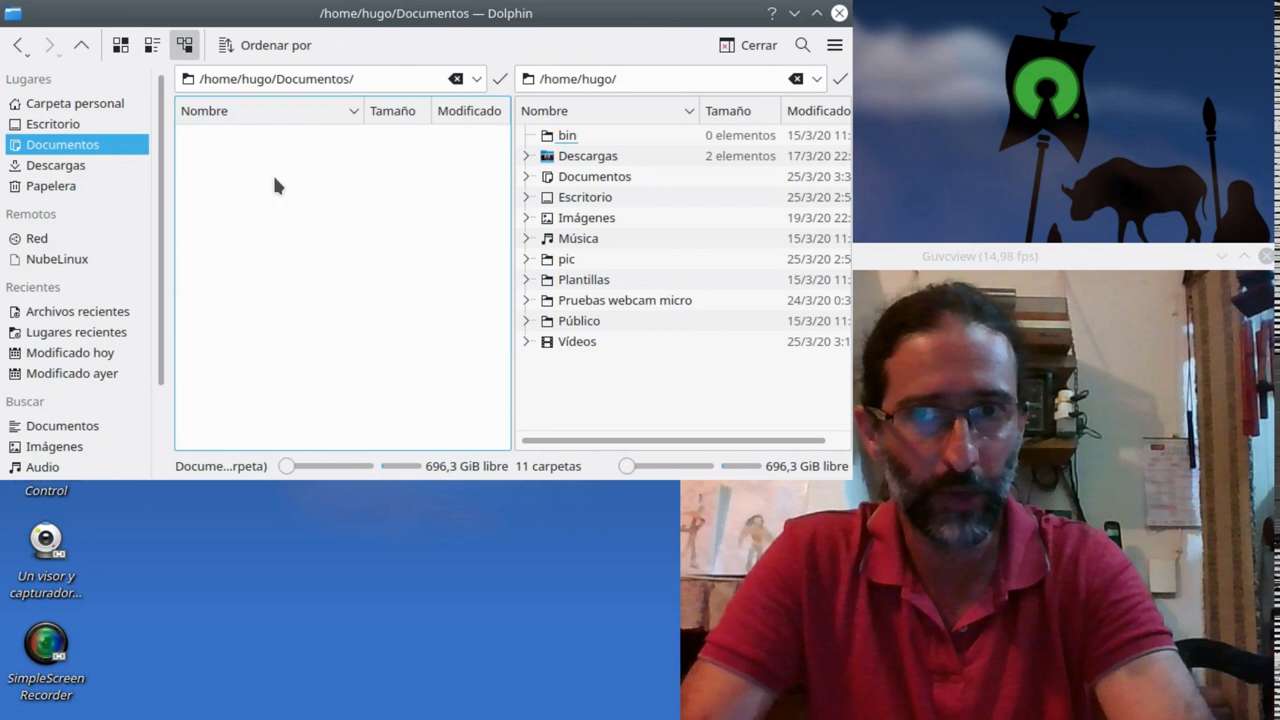 /home/hugo/Documentos — Dolphin
Ordenar por
Cerrar
Lugares
Carpeta personal
Escritorio
Documentos
Descargas
Papelera
Remotos
Red
NubeLinux
Recientes
Archivos recientes
Lugares recientes
Modificado hoy
Modificado ayer
Buscar
Documentos
Imágenes
Audio
/home/hugo/Documentos/
Nombre Tamaño Modificado
Docume...rpeta) 696,3 GiB libre
/home/hugo/
Nombre Tamaño Modificado
bin 0 elementos 15/3/20 11:
Descargas 2 elementos 17/3/20 22:
Documentos 25/3/20 3:3
Escritorio 25/3/20 2:5
Imágenes 19/3/20 22:
Música 15/3/20 11:
pic 25/3/20 2:5
Plantillas 15/3/20 11:
Pruebas webcam micro 24/3/20 0:3
Público 15/3/20 11:
Vídeos 25/3/20 3:1
11 carpetas 696,3 GiB libre
Guvcview (14,98 fps)
Control
Un visor y
capturador...
SimpleScreen
Recorder